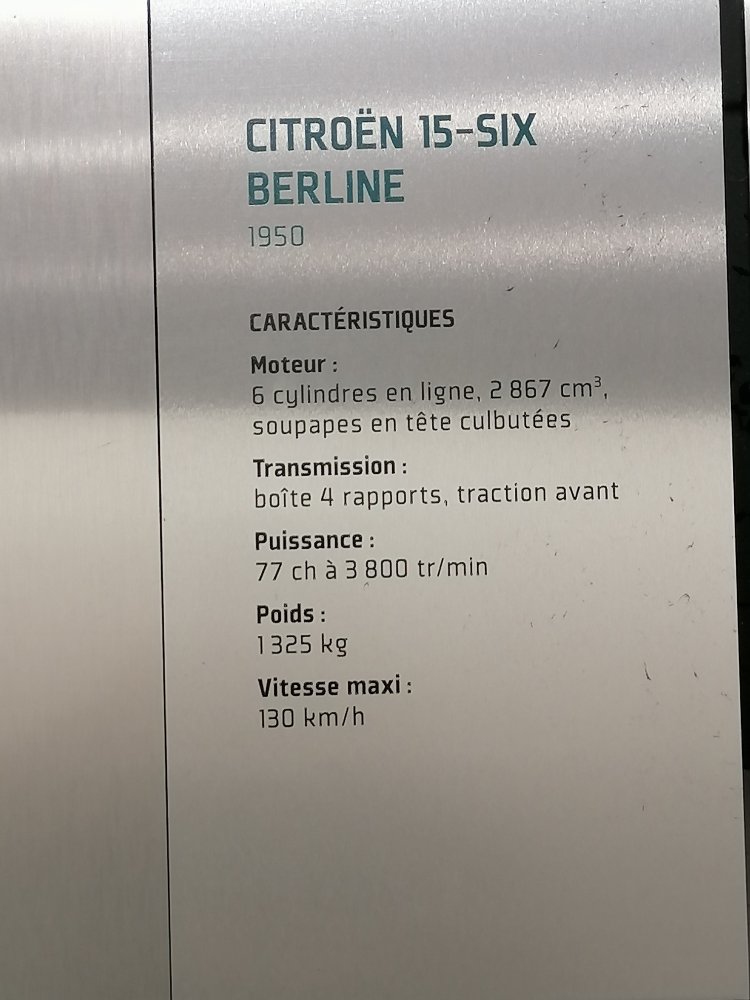 CITROËN 15-SIX
BERLINE
1950
CARACTÉRISTIQUES
Moteur :
6 cylindres en ligne, 2 867 cm³,
soupapes en tête culbutées
Transmission :
boîte 4 rapports, traction avant
Puissance :
77 ch à 3 800 tr/min
Poids :
1 325 kg
Vitesse maxi :
130 km/h